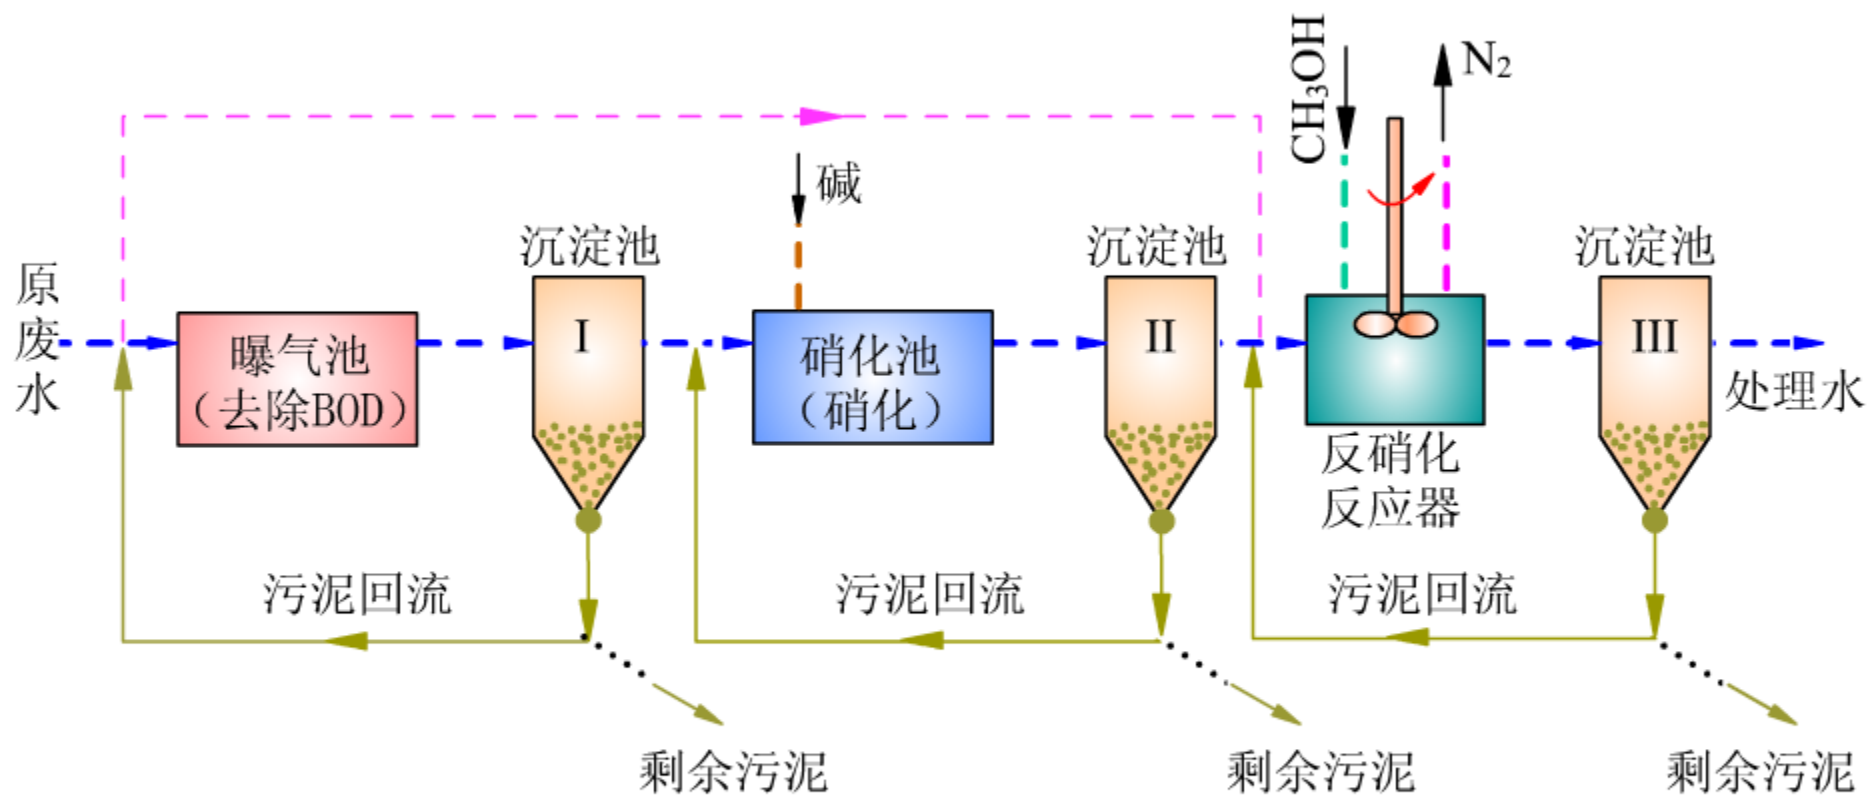 CH₃OH
N₂
碱
沉淀池
沉淀池
沉淀池
原废水
曝气池
（去除BOD）
I
硝化池
（硝化）
II
III
处理水
反硝化
反应器
污泥回流
污泥回流
污泥回流
剩余污泥
剩余污泥
剩余污泥